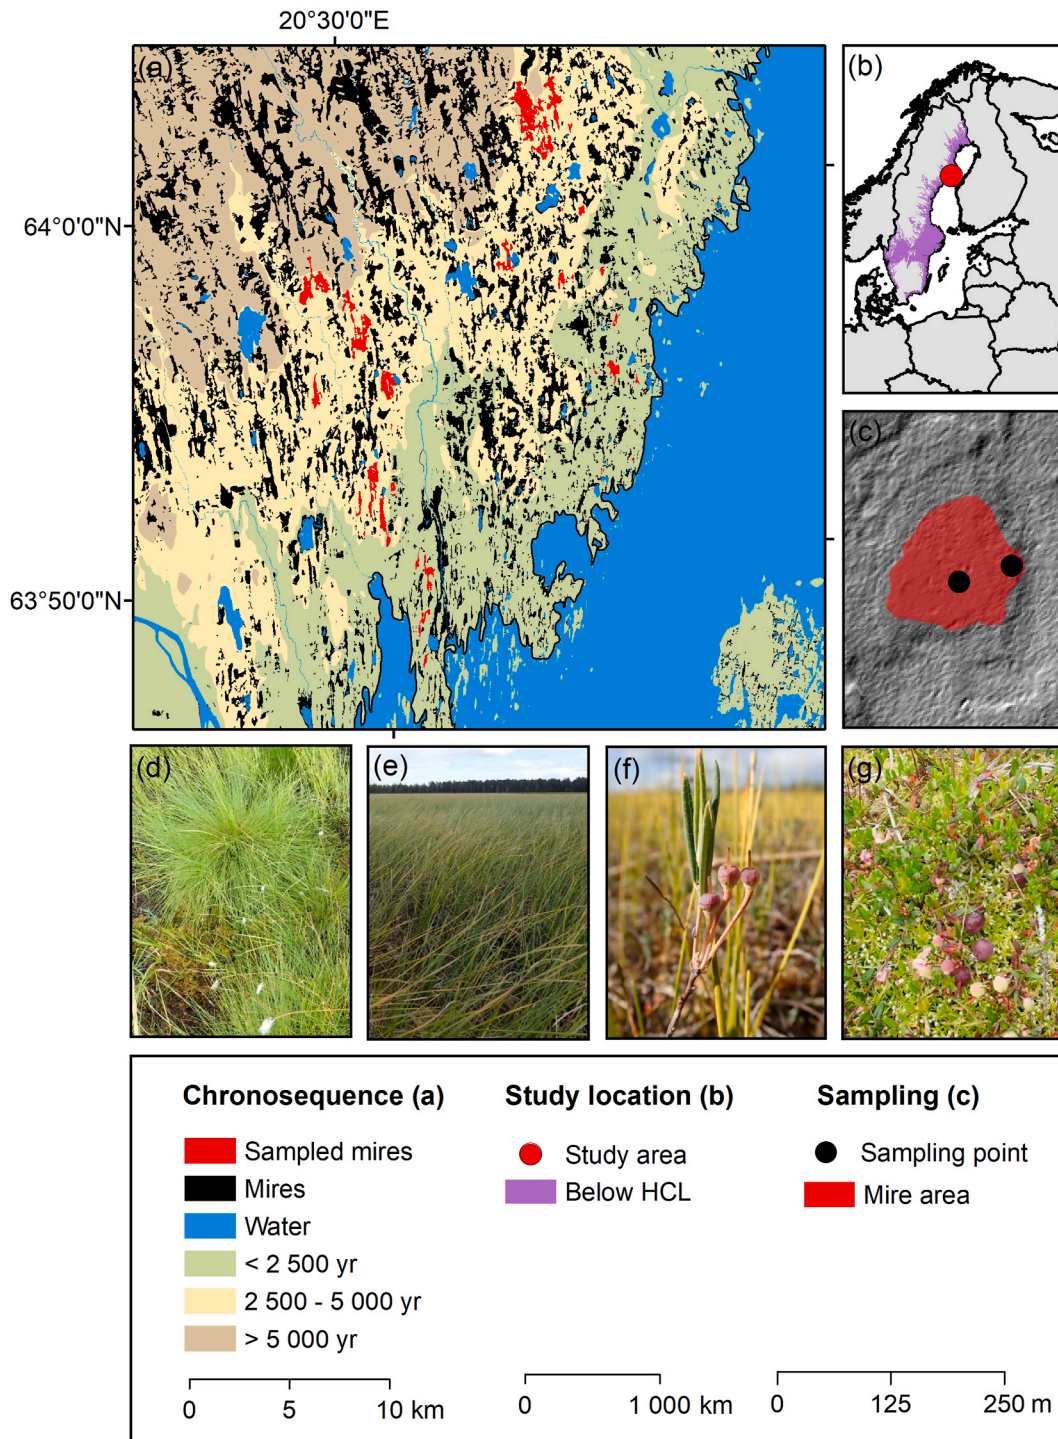 20°30'0"E
(a)
(b)
64°0'0"N
(c)
63°50'0"N
(d)
(e)
(f)
(g)
Chronosequence (a)
Sampled mires
Mires
Water
< 2 500 yr
2 500 - 5 000 yr
> 5 000 yr
0 5 10 km
Study location (b)
Study area
Below HCL
0 1 000 km
Sampling (c)
Sampling point
Mire area
0 125 250 m